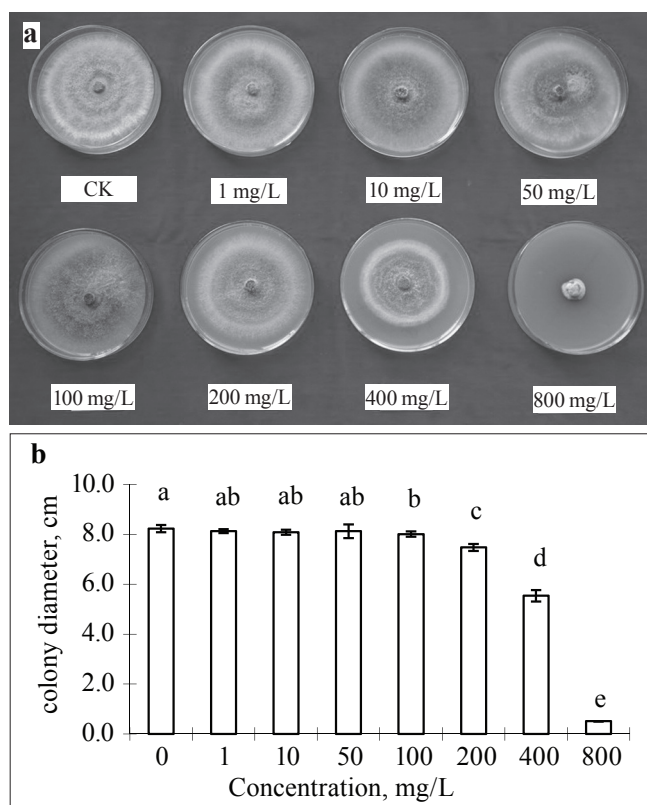 a
CK
1 mg/L
10 mg/L
50 mg/L
100 mg/L
200 mg/L
400 mg/L
800 mg/L
b
10.0
8.0
6.0
4.0
2.0
0.0
colony diameter, cm
a ab ab ab b c d e
0 1 10 50 100 200 400 800
Concentration, mg/L